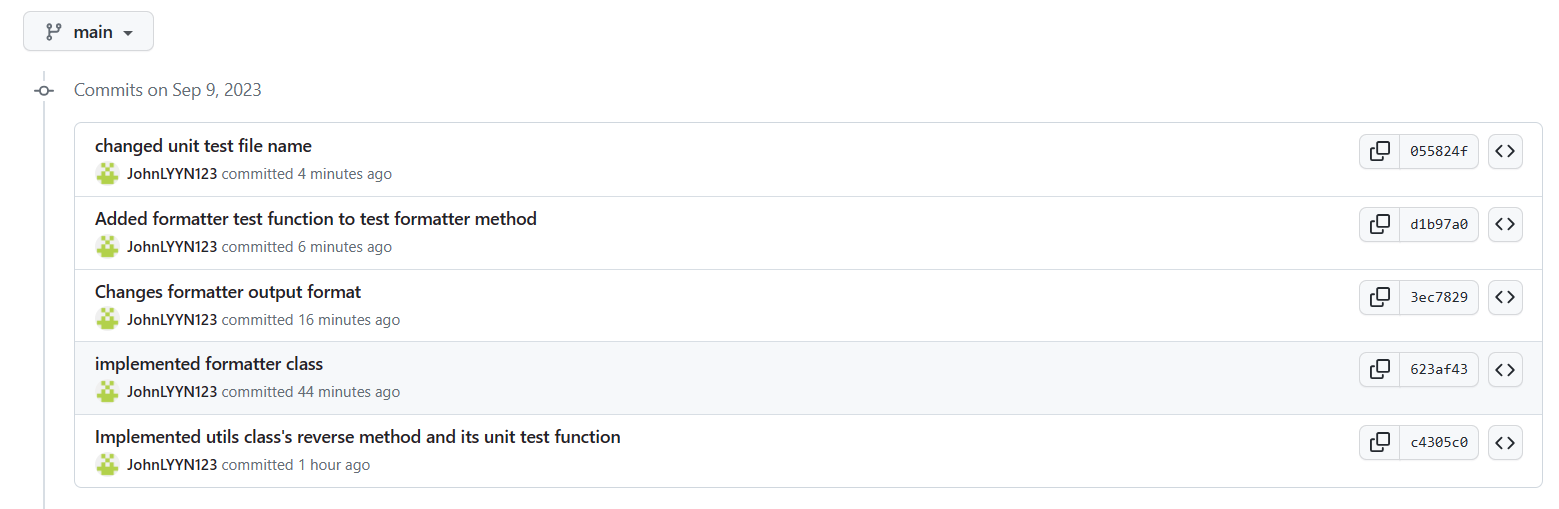 main
Commits on Sep 9, 2023
changed unit test file name
055824f
JohnLYYN123 committed 4 minutes ago
Added formatter test function to test formatter method
d1b97a0
JohnLYYN123 committed 6 minutes ago
Changes formatter output format
3ec7829
JohnLYYN123 committed 16 minutes ago
implemented formatter class
623af43
JohnLYYN123 committed 44 minutes ago
Implemented utils class's reverse method and its unit test function
c4305c0
JohnLYYN123 committed 1 hour ago